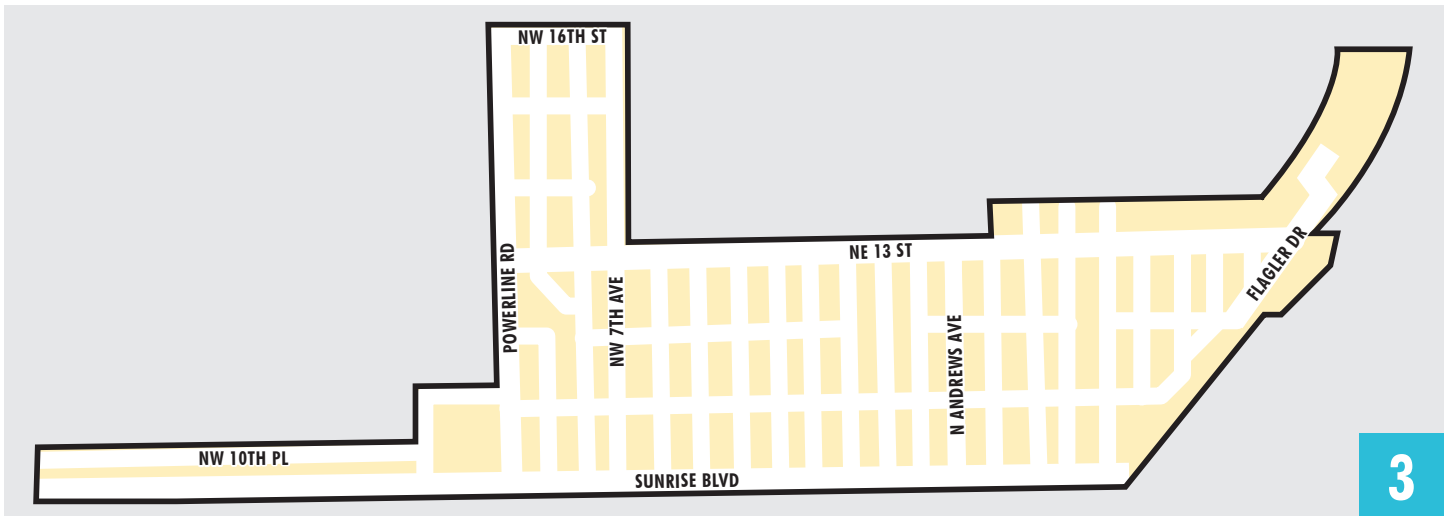 NW 16TH ST
NE 13 ST
FLAGLER DR
POWERLINE RD
NW 7TH AVE
N ANDREWS AVE
NW 10TH PL
SUNRISE BLVD
3